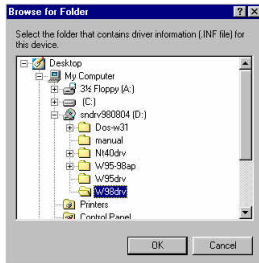 Browse for Folder
Select the folder that contains driver information (.INF file) for
this device.
Desktop
My Computer
3½ Floppy (A:)
(C:)
sndrv980804 (D:)
Dos-w31
manual
Nt40drv
W95-98ap
W95drv
W98drv
Printers
Control Panel
OK
Cancel